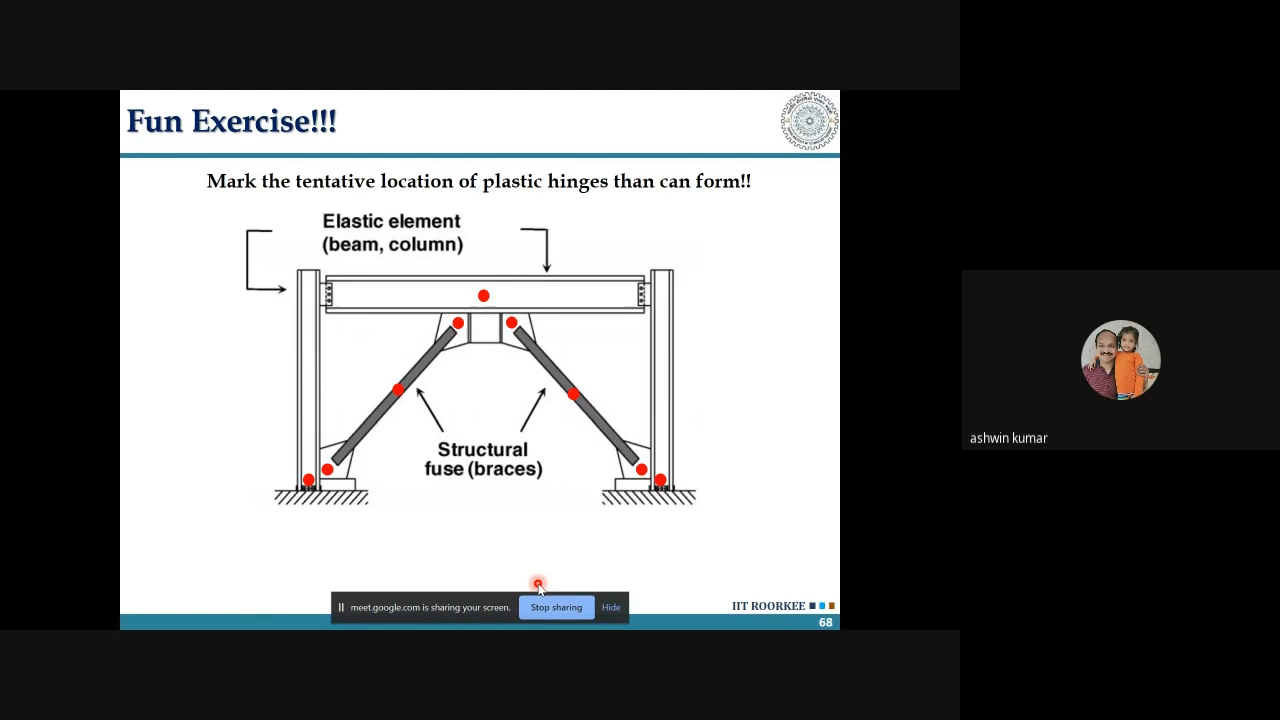 Fun Exercise!!!
Mark the tentative location of plastic hinges than can form!!
Elastic element
(beam, column)
Structural
fuse (braces)
ashwin kumar
meet.google.com is sharing your screen.
Stop sharing
Hide
IIT ROORKEE
68